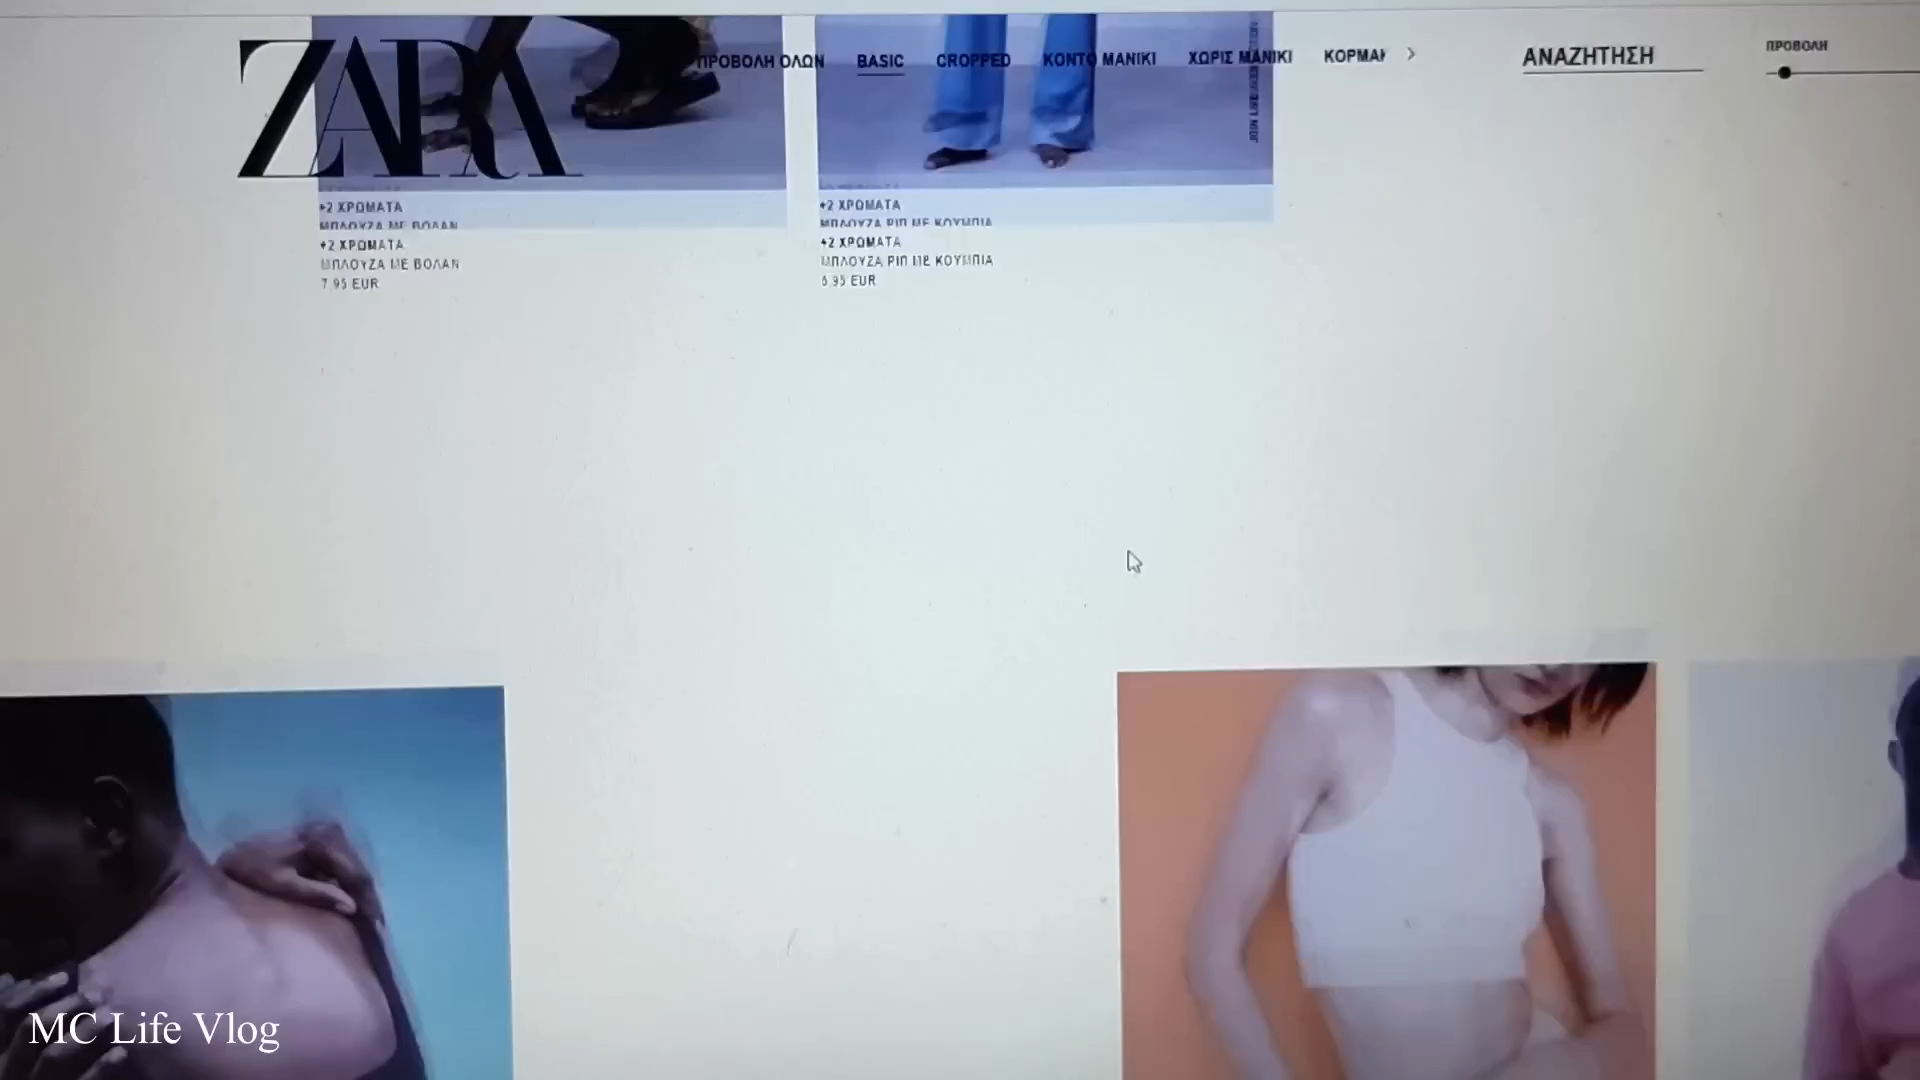 ZARA
ΠΡΟΒΟΛΗ ΟΛΩΝ BASIC CROPPED ΚΟΝΤΟ ΜΑΝΙΚΙ ΧΩΡΙΣ ΜΑΝΙΚΙ ΚΟΡΜΑΚ
ΑΝΑΖΗΤΗΣΗ
ΠΡΟΒΟΛΗ
JOIN LIFE
+2 ΧΡΩΜΑΤΑ
ΜΠΛΟΥΖΑ ΜΕ ΒΟΛΑΝ
+2 ΧΡΩΜΑΤΑ
ΜΠΛΟΥΖΑ ΜΕ ΒΟΛΑΝ
7,95 EUR
+2 ΧΡΩΜΑΤΑ
ΜΠΛΟΥΖΑ ΡΙΠ ΜΕ ΚΟΥΜΠΙΑ
+2 ΧΡΩΜΑΤΑ
ΜΠΛΟΥΖΑ ΡΙΠ ΜΕ ΚΟΥΜΠΙΑ
EUR
MC Life Vlog